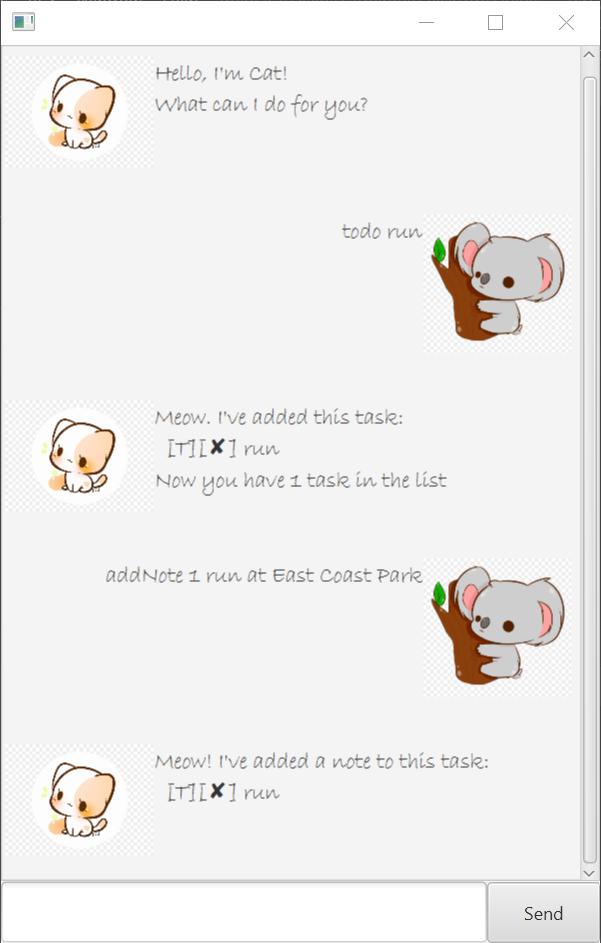 Hello, I'm Cat!
What can I do for you?
todo run
Meow. I've added this task:
[T][✘] run
Now you have 1 task in the list
addNote 1 run at East Coast Park
Meow! I've added a note to this task:
[T][✘] run
Send